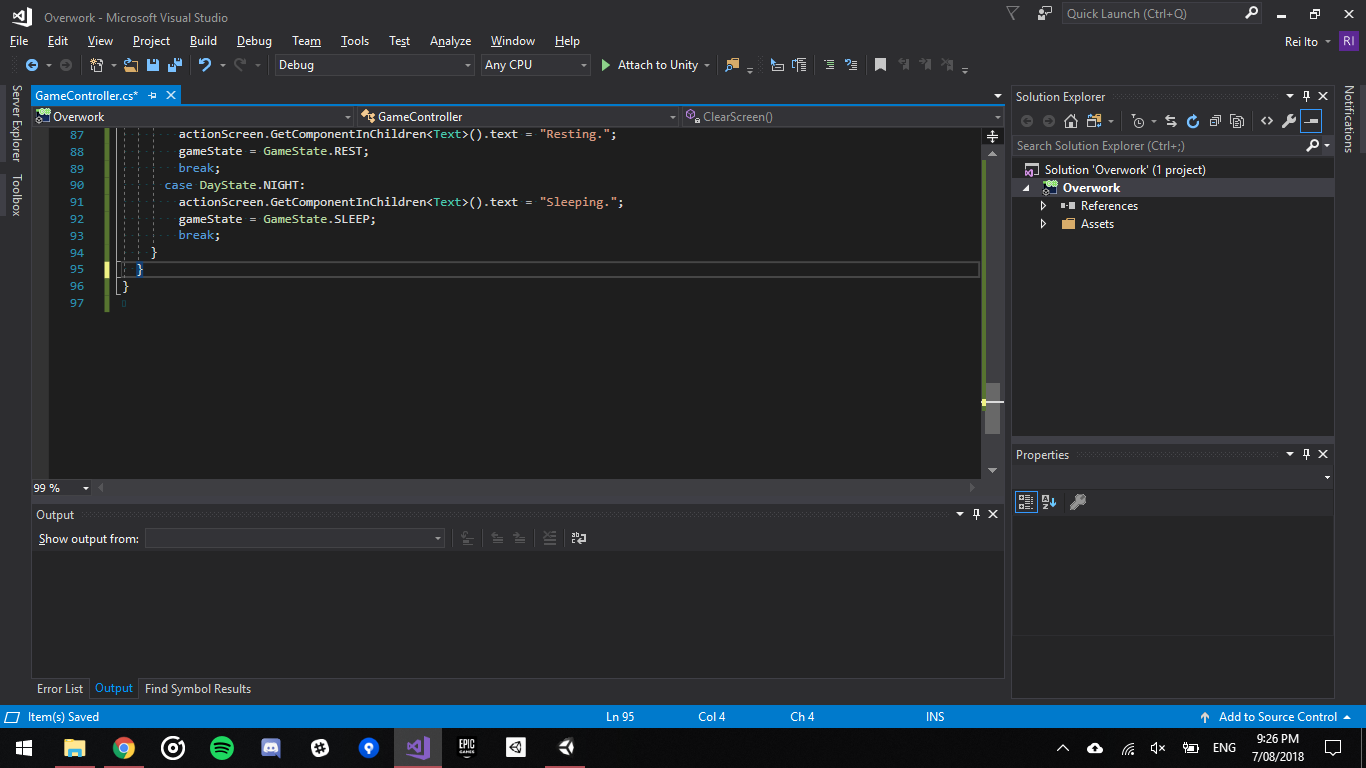 Overwork - Microsoft Visual Studio
Quick Launch (Ctrl+Q)
File Edit View Project Build Debug Team Tools Test Analyze Window Help
Rei Ito RI
Debug Any CPU Attach to Unity
Server Explorer
Toolbox
GameController.cs*
Overwork GameController ClearScreen()
87 actionScreen.GetComponentInChildren<Text>().text = "Resting.";
88 gameState = GameState.REST;
89 break;
90 case DayState.NIGHT:
91 actionScreen.GetComponentInChildren<Text>().text = "Sleeping.";
92 gameState = GameState.SLEEP;
93 break;
94 }
95 }
96 }
97
99 %
Output
Show output from:
Error List Output Find Symbol Results
Solution Explorer
Search Solution Explorer (Ctrl+;)
Solution 'Overwork' (1 project)
Overwork
References
Assets
Properties
Notifications
Item(s) Saved Ln 95 Col 4 Ch 4 INS Add to Source Control
EPIC
GAMES
ENG
9:26 PM
7/08/2018